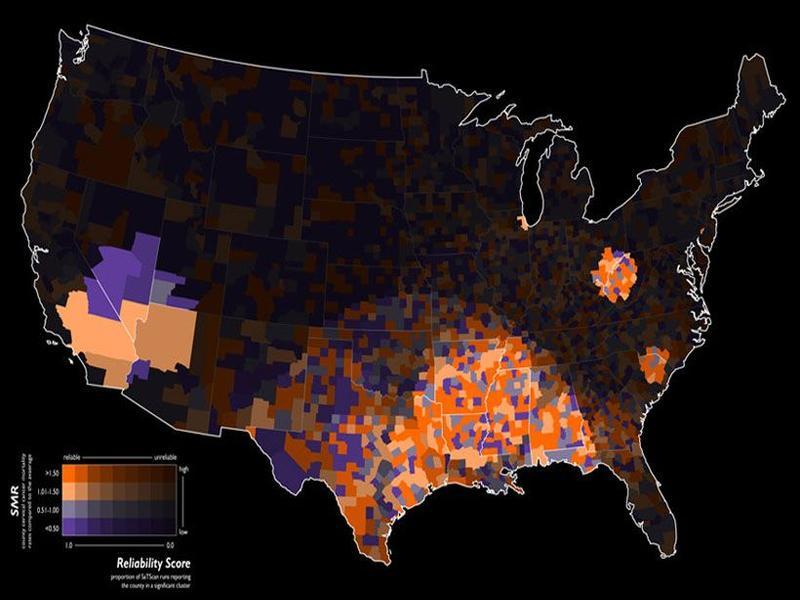 SMR
county cervical cancer mortality
rates compared to the average
reliable
unreliable
>1.50
1.01-1.50
0.51-1.00
<0.50
high
low
1.0
0.0
Reliability Score
proportion of SaTScan runs reporting
the county in a significant cluster